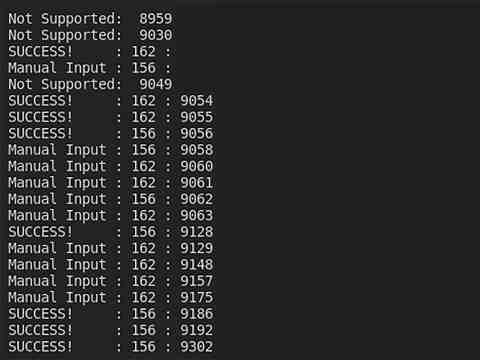 Not Supported:  8959
Not Supported:  9030
SUCCESS!     : 162 :
Manual Input : 156 :
Not Supported:  9049
SUCCESS!     : 162 : 9054
SUCCESS!     : 162 : 9055
SUCCESS!     : 156 : 9056
Manual Input : 156 : 9058
Manual Input : 162 : 9060
Manual Input : 162 : 9061
Manual Input : 156 : 9062
Manual Input : 162 : 9063
SUCCESS!     : 156 : 9128
Manual Input : 162 : 9129
Manual Input : 162 : 9148
Manual Input : 162 : 9157
Manual Input : 162 : 9175
SUCCESS!     : 156 : 9186
SUCCESS!     : 156 : 9192
SUCCESS!     : 156 : 9302